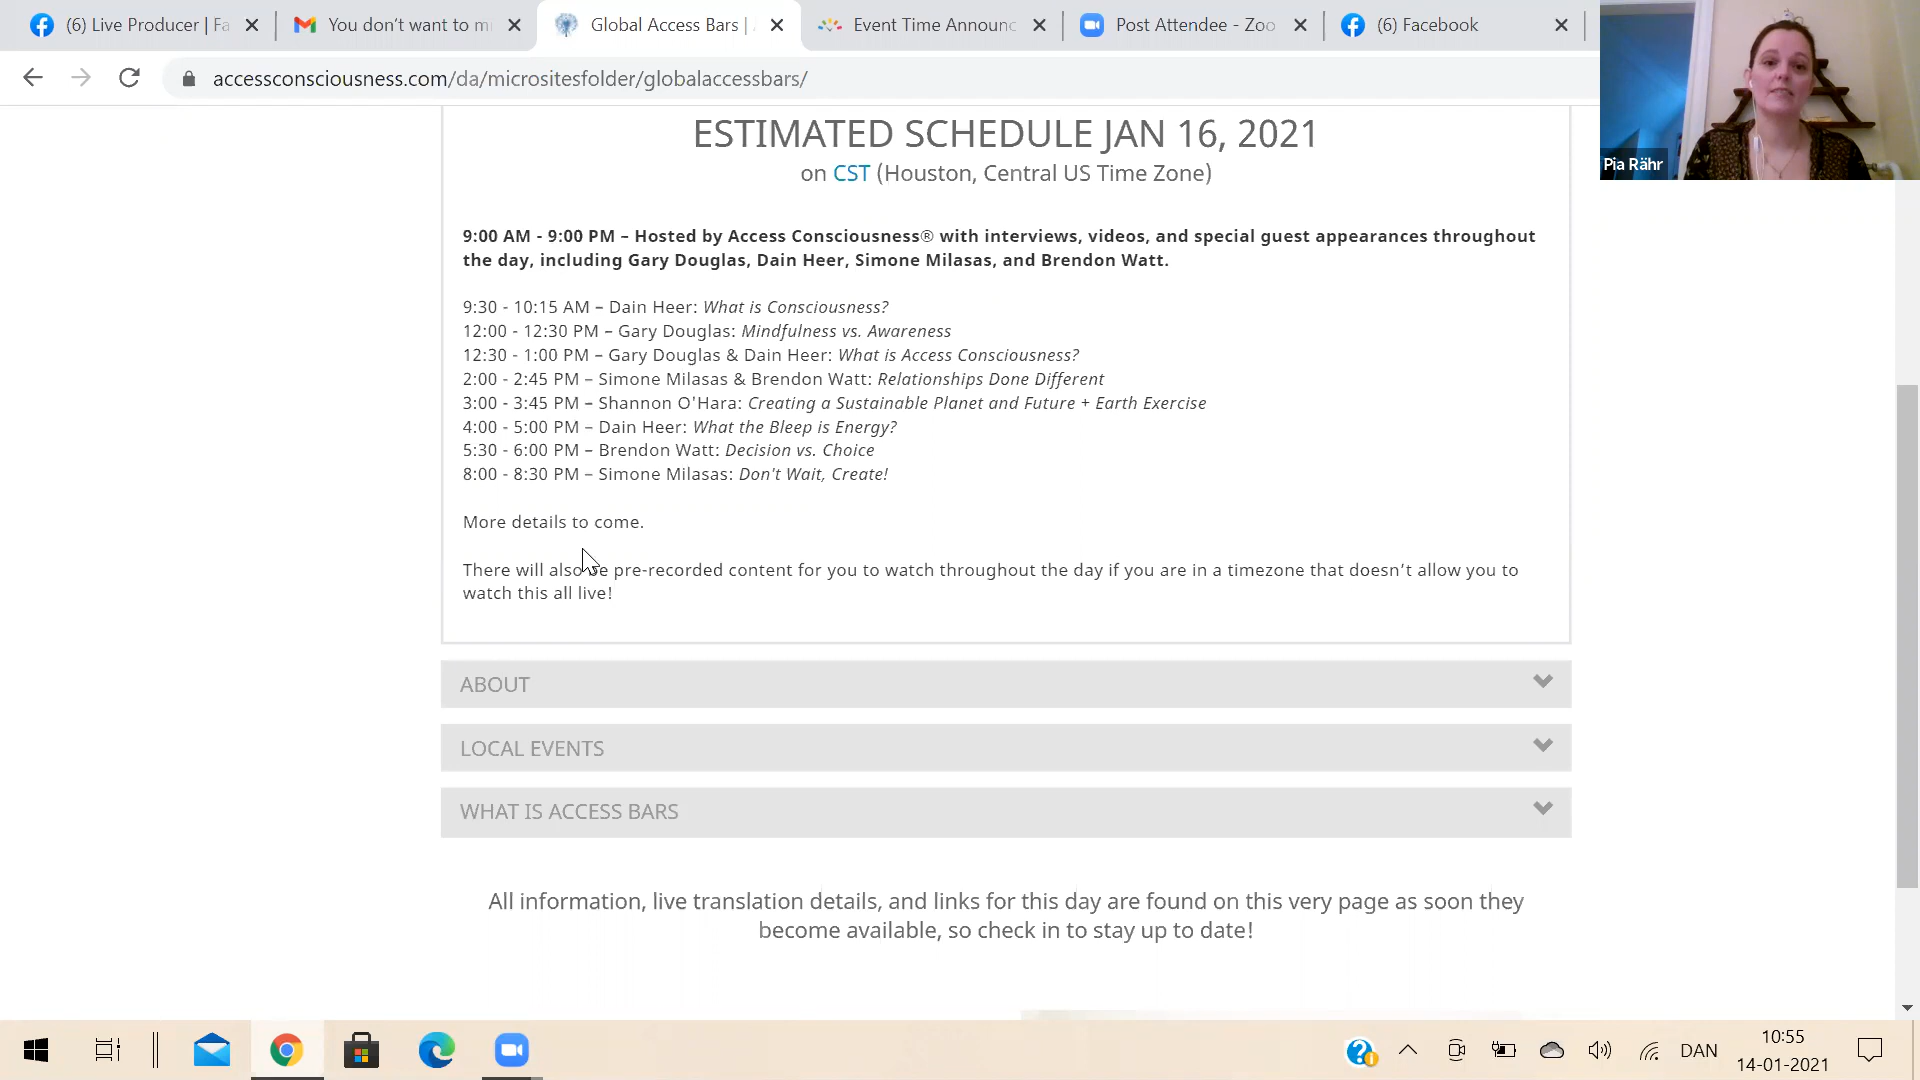 (6) Live Producer | Fa
You don't want to mi
Global Access Bars |
Event Time Announc
Post Attendee - Zoo
(6) Facebook
accessconsciousness.com/da/micrositesfolder/globalaccessbars/
Pia Rähr
ESTIMATED SCHEDULE JAN 16, 2021
on CST (Houston, Central US Time Zone)
9:00 AM - 9:00 PM – Hosted by Access Consciousness® with interviews, videos, and special guest appearances throughout
the day, including Gary Douglas, Dain Heer, Simone Milasas, and Brendon Watt.
9:30 - 10:15 AM – Dain Heer: What is Consciousness?
12:00 - 12:30 PM – Gary Douglas: Mindfulness vs. Awareness
12:30 - 1:00 PM – Gary Douglas & Dain Heer: What is Access Consciousness?
2:00 - 2:45 PM – Simone Milasas & Brendon Watt: Relationships Done Different
3:00 - 3:45 PM – Shannon O'Hara: Creating a Sustainable Planet and Future + Earth Exercise
4:00 - 5:00 PM – Dain Heer: What the Bleep is Energy?
5:30 - 6:00 PM – Brendon Watt: Decision vs. Choice
8:00 - 8:30 PM – Simone Milasas: Don't Wait, Create!
More details to come.
There will also be pre-recorded content for you to watch throughout the day if you are in a timezone that doesn't allow you to
watch this all live!
ABOUT
LOCAL EVENTS
WHAT IS ACCESS BARS
All information, live translation details, and links for this day are found on this very page as soon they
become available, so check in to stay up to date!
DAN
10:55
14-01-2021